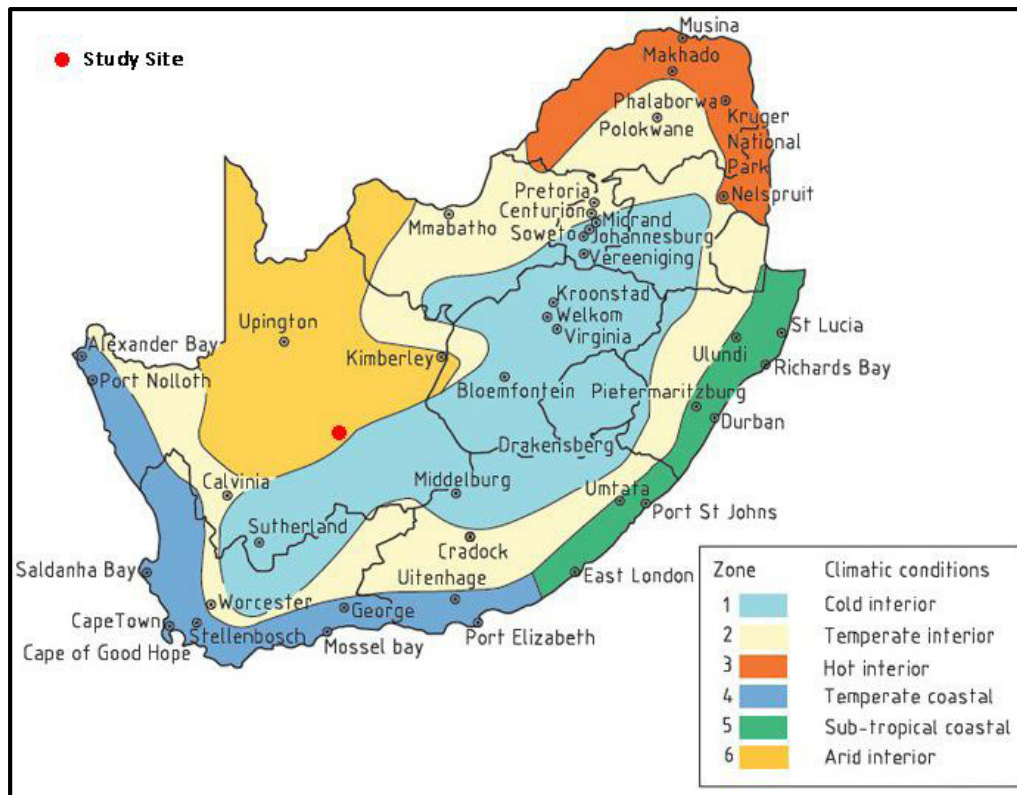 Study Site
Musina
Makhado
Phalaborwa
Kruger
National
Park
Polokwane
Nelspruit
Pretoria
Centurion
Midrand
Soweto
Johannesburg
Vereeniging
Mmabatho
Kroonstad
Welkom
Virginia
Upington
Kimberley
Alexander Bay
Port Nolloth
Bloemfontein
Pietermaritzburg
Ulundi
St Lucia
Richards Bay
Durban
Drakensberg
Calvinia
Middelburg
Umtata
Port St Johns
Sutherland
Cradock
Saldanha Bay
Uitenhage
East London
Worcester
George
CapeTown
Stellenbosch
Mossel bay
Port Elizabeth
Cape of Good Hope
Zone Climatic conditions
1 Cold interior
2 Temperate interior
3 Hot interior
4 Temperate coastal
5 Sub-tropical coastal
6 Arid interior